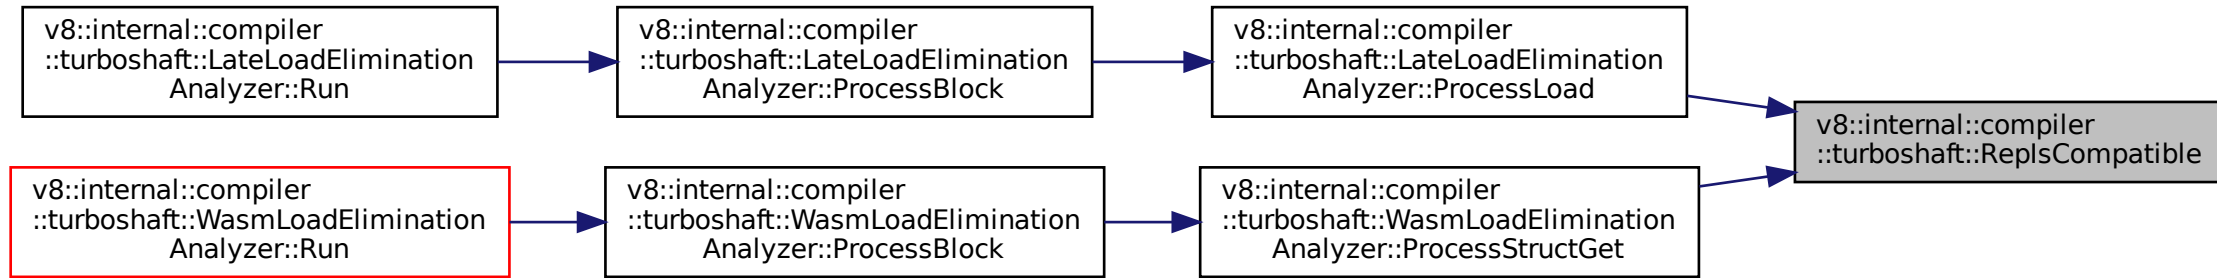 v8::internal::compiler
::turboshaft::LateLoadElimination
Analyzer::Run
v8::internal::compiler
::turboshaft::LateLoadElimination
Analyzer::ProcessBlock
v8::internal::compiler
::turboshaft::LateLoadElimination
Analyzer::ProcessLoad
v8::internal::compiler
::turboshaft::RepIsCompatible
v8::internal::compiler
::turboshaft::WasmLoadElimination
Analyzer::Run
v8::internal::compiler
::turboshaft::WasmLoadElimination
Analyzer::ProcessBlock
v8::internal::compiler
::turboshaft::WasmLoadElimination
Analyzer::ProcessStructGet